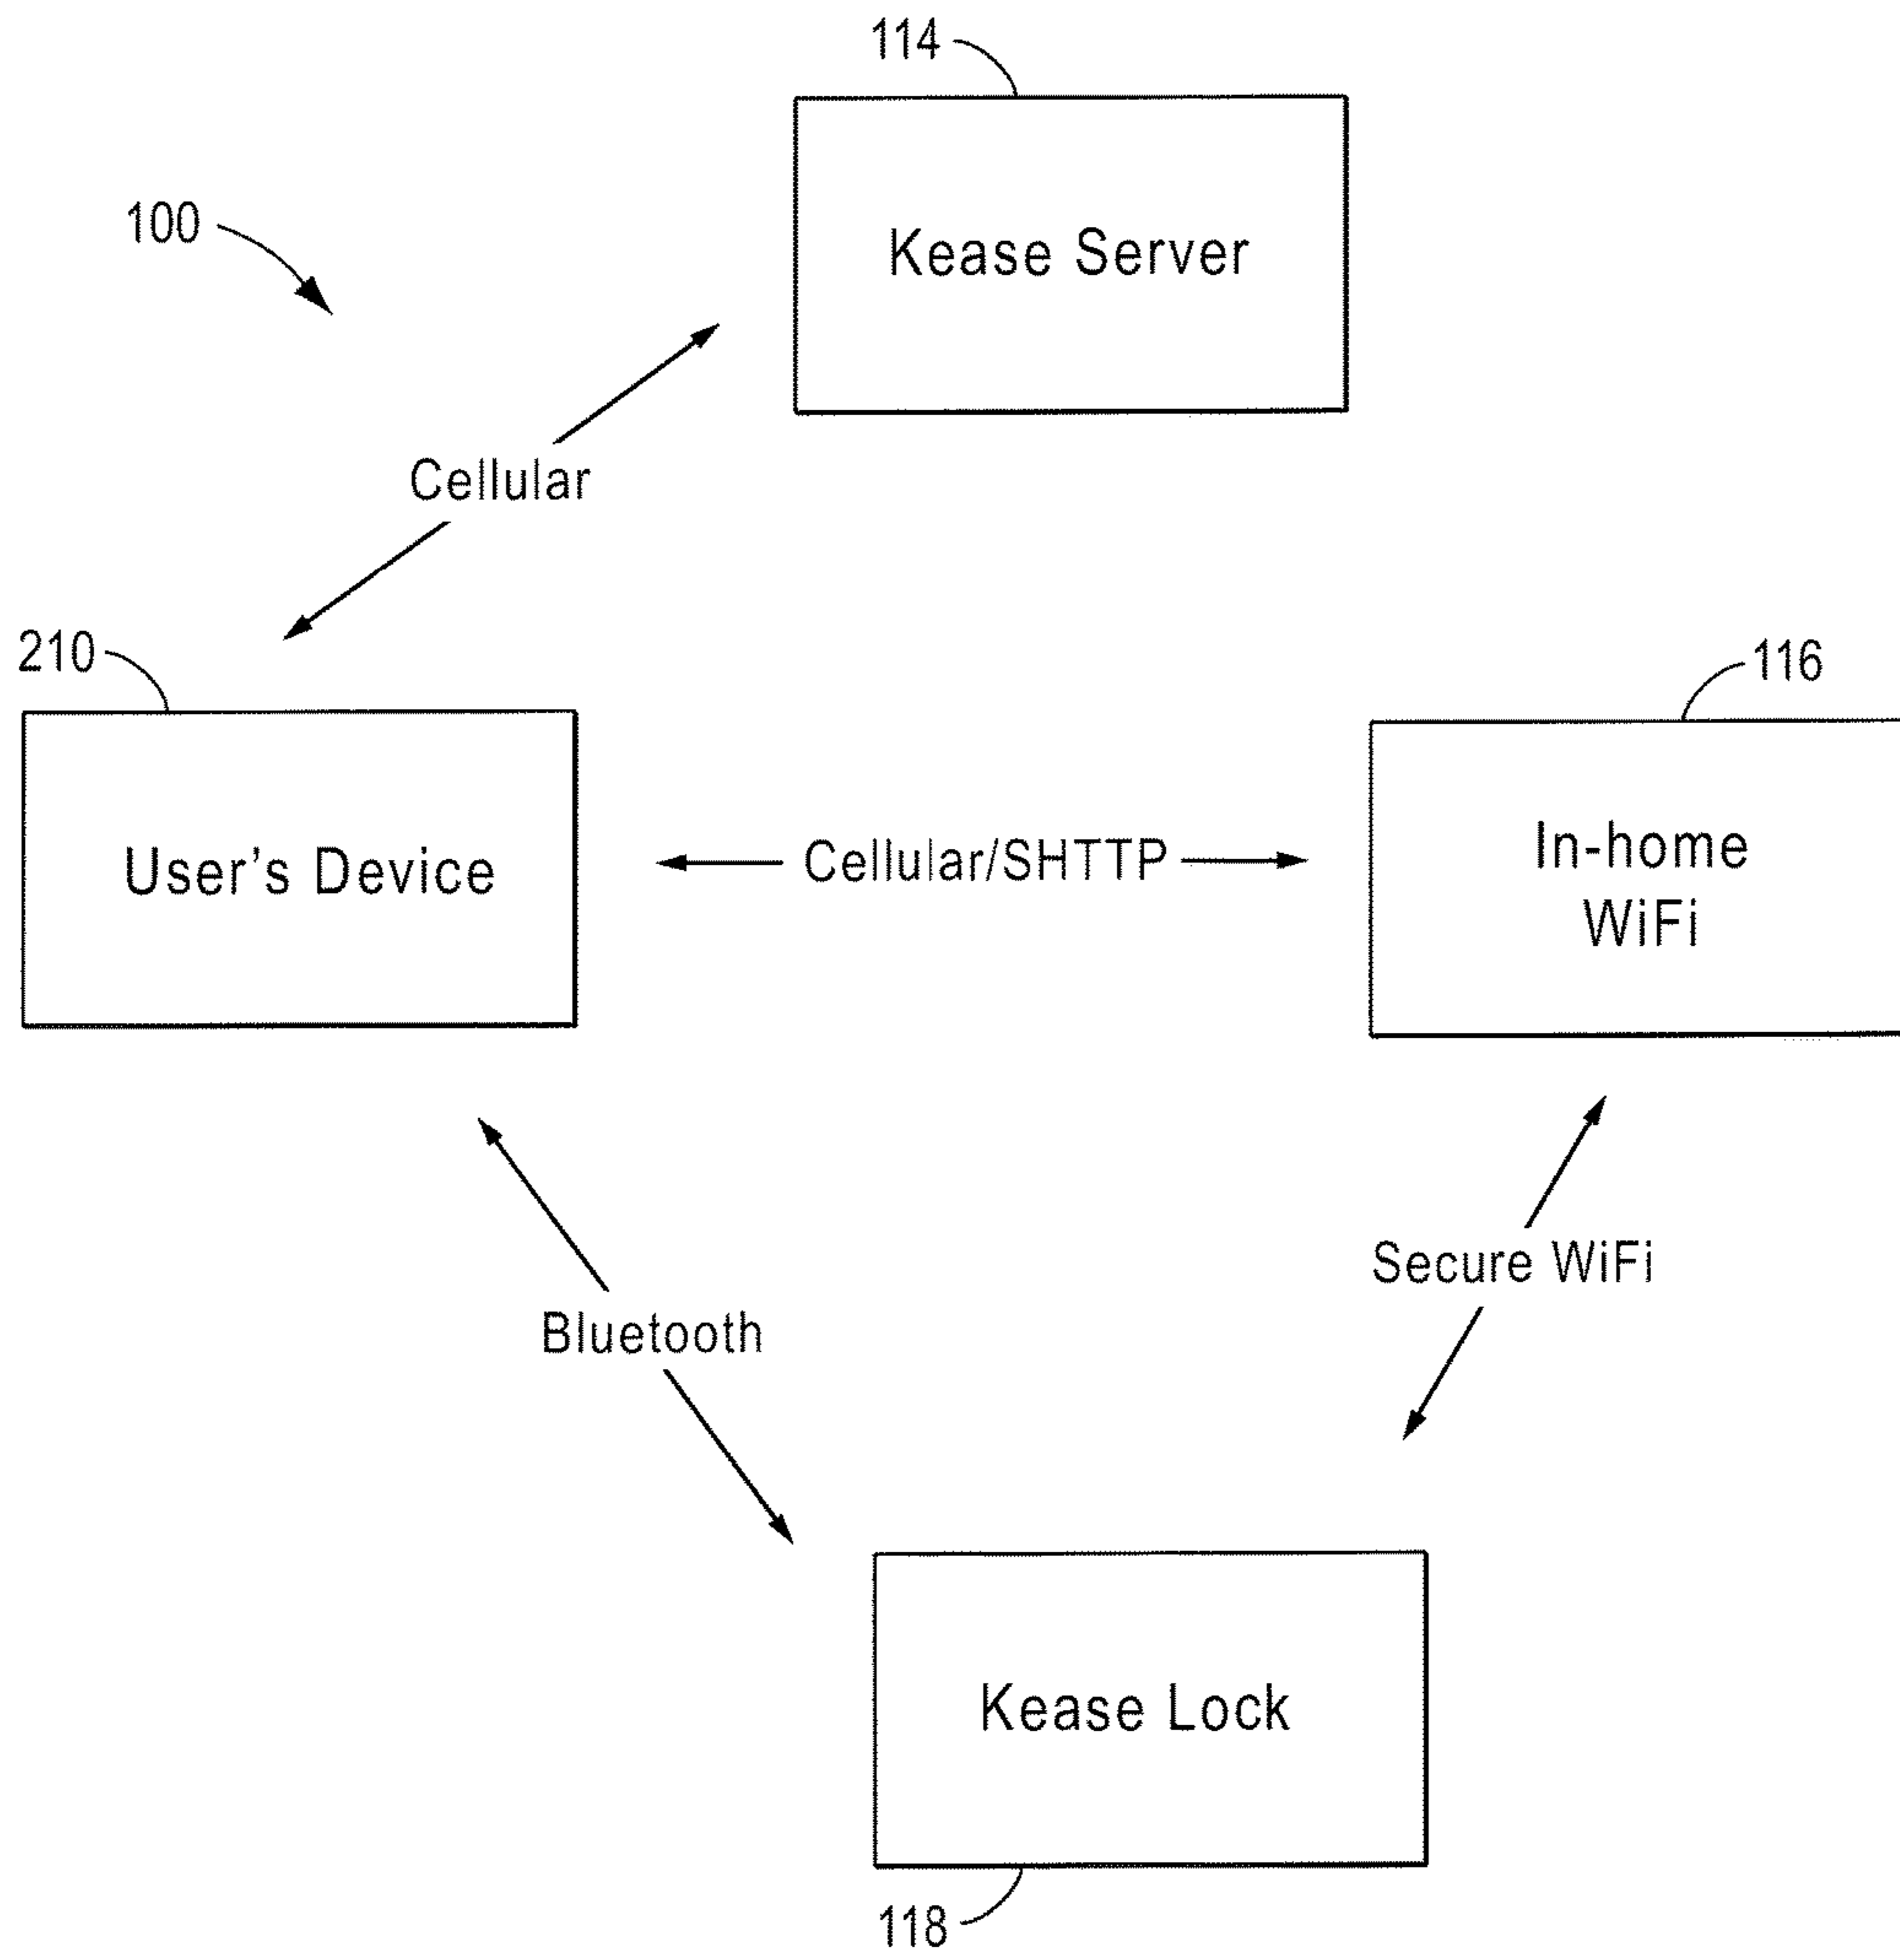 114
100
Kease Server
Cellular
210
116
User's Device
Cellular/SHTTP
In-home
WiFi
Secure WiFi
Bluetooth
Kease Lock
118